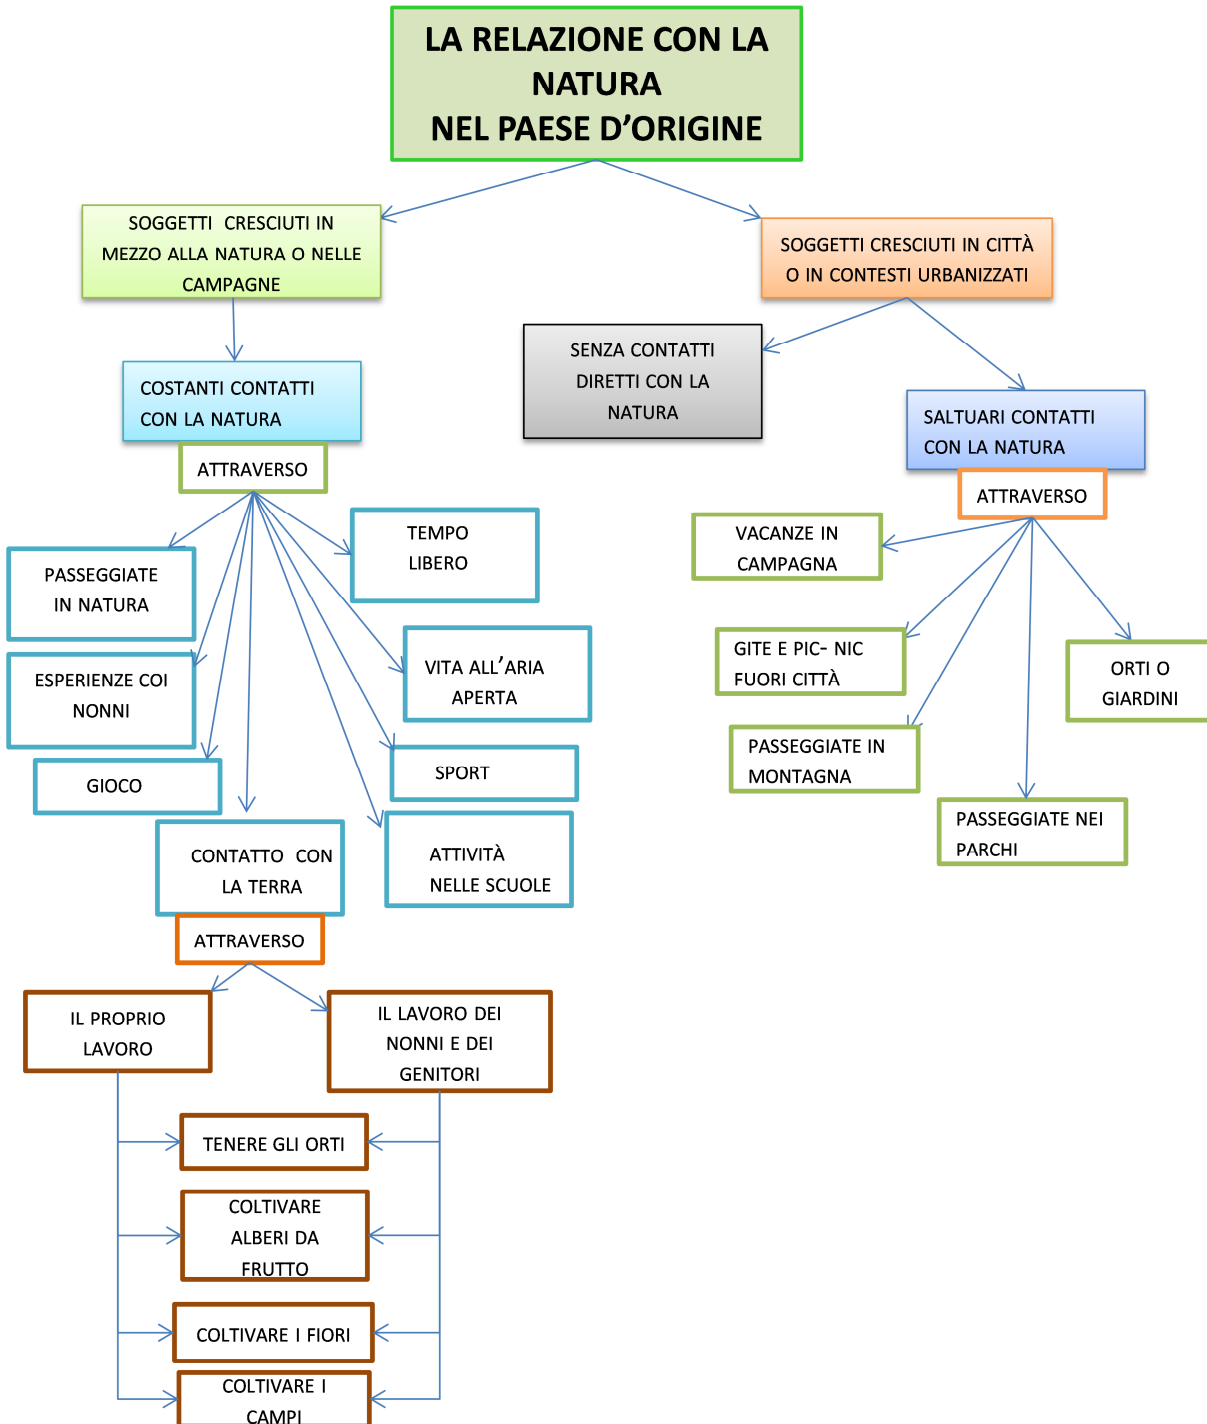 LA RELAZIONE CON LA
NATURA
NEL PAESE D'ORIGINE
SOGGETTI CRESCIUTI IN
MEZZO ALLA NATURA O NELLE
CAMPAGNE
SOGGETTI CRESCIUTI IN CITTÀ
O IN CONTESTI URBANIZZATI
SENZA CONTATTI
DIRETTI CON LA
NATURA
COSTANTI CONTATTI
CON LA NATURA
SALTUARI CONTATTI
CON LA NATURA
ATTRAVERSO
ATTRAVERSO
TEMPO
LIBERO
VACANZE IN
CAMPAGNA
PASSEGGIATE
IN NATURA
GITE E PIC- NIC
FUORI CITTÀ
ORTI O
GIARDINI
ESPERIENZE COI
NONNI
VITA ALL'ARIA
APERTA
PASSEGGIATE IN
MONTAGNA
GIOCO
SPORT
PASSEGGIATE NEI
PARCHI
CONTATTO CON
LA TERRA
ATTIVITÀ
NELLE SCUOLE
ATTRAVERSO
IL PROPRIO
LAVORO
IL LAVORO DEI
NONNI E DEI
GENITORI
TENERE GLI ORTI
COLTIVARE
ALBERI DA
FRUTTO
COLTIVARE I FIORI
COLTIVARE I
CAMPI